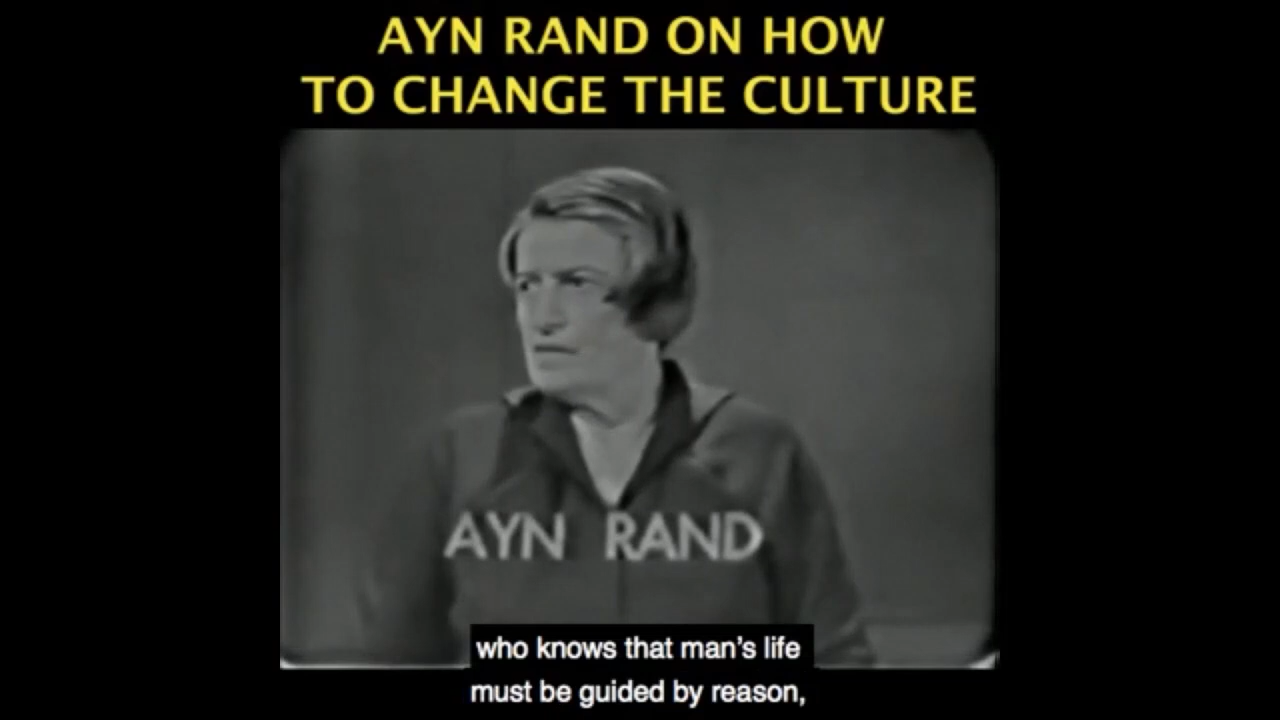 AYN RAND ON HOW
TO CHANGE THE CULTURE
AYN RAND
who knows that man's life
must be guided by reason,